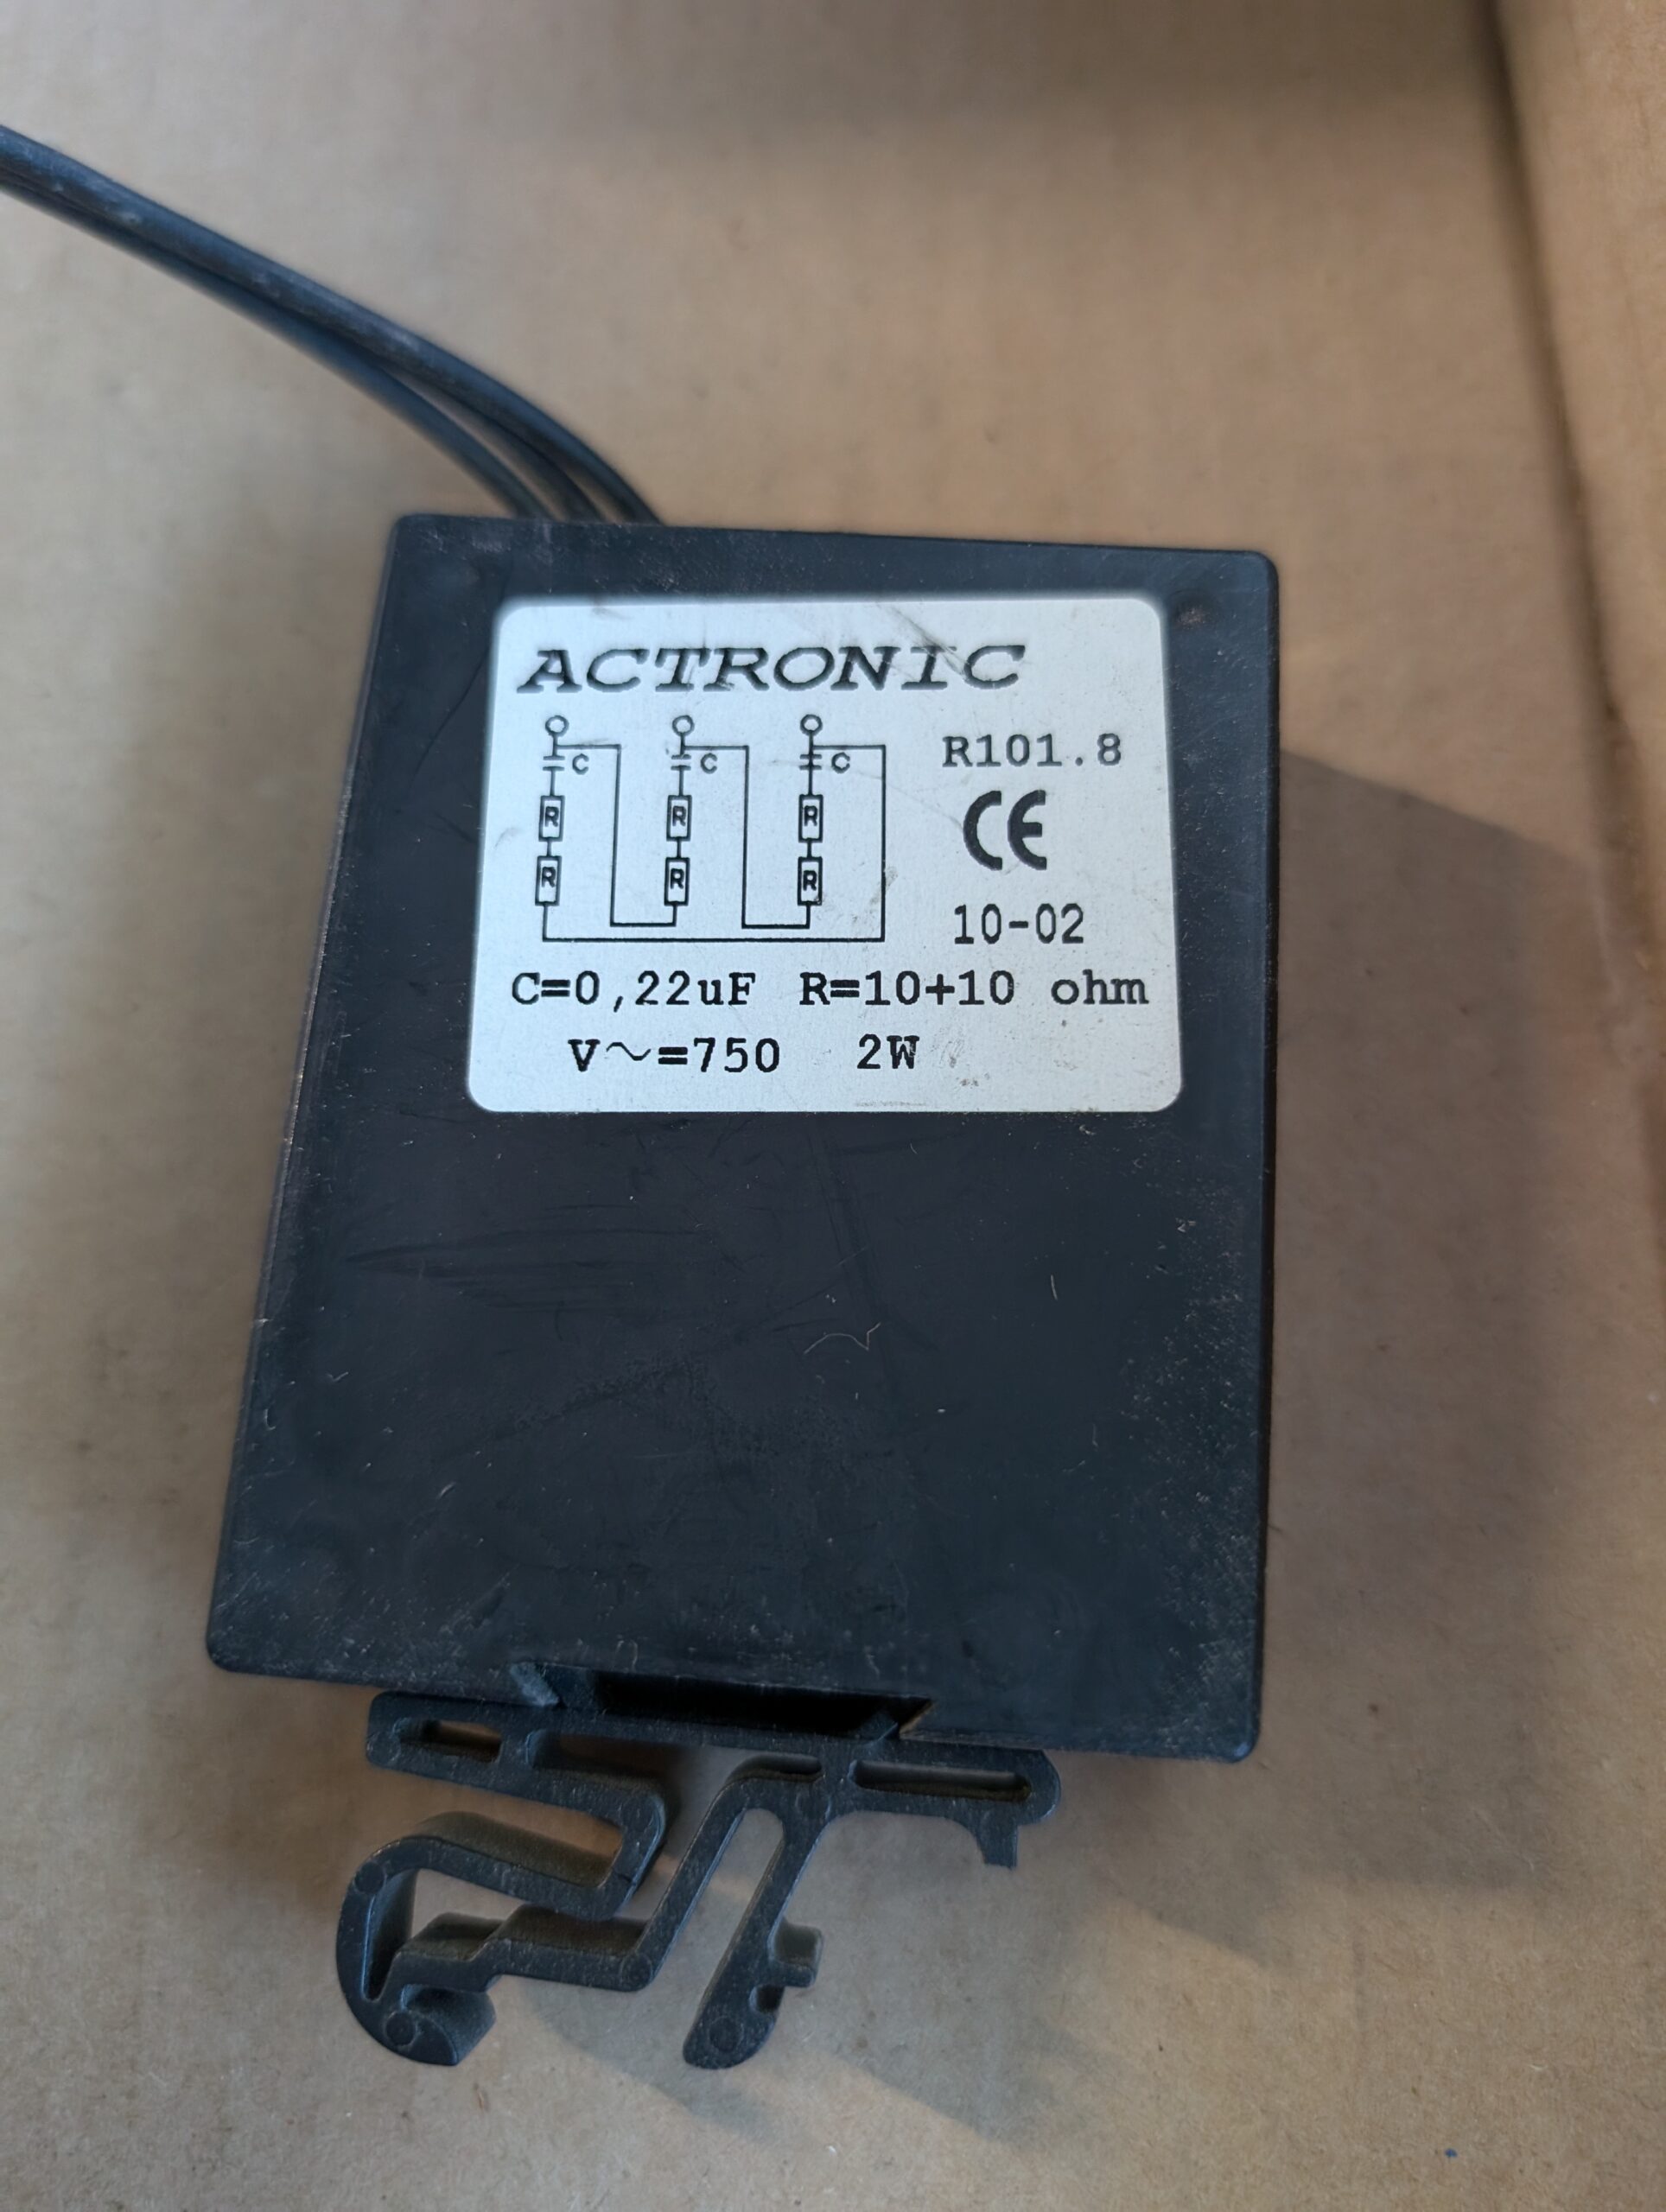 ACTRONIC
C C C R101.8
R R R CE
R R R 10-02
C=0,22uF R=10+10 ohm
V~=750 2W